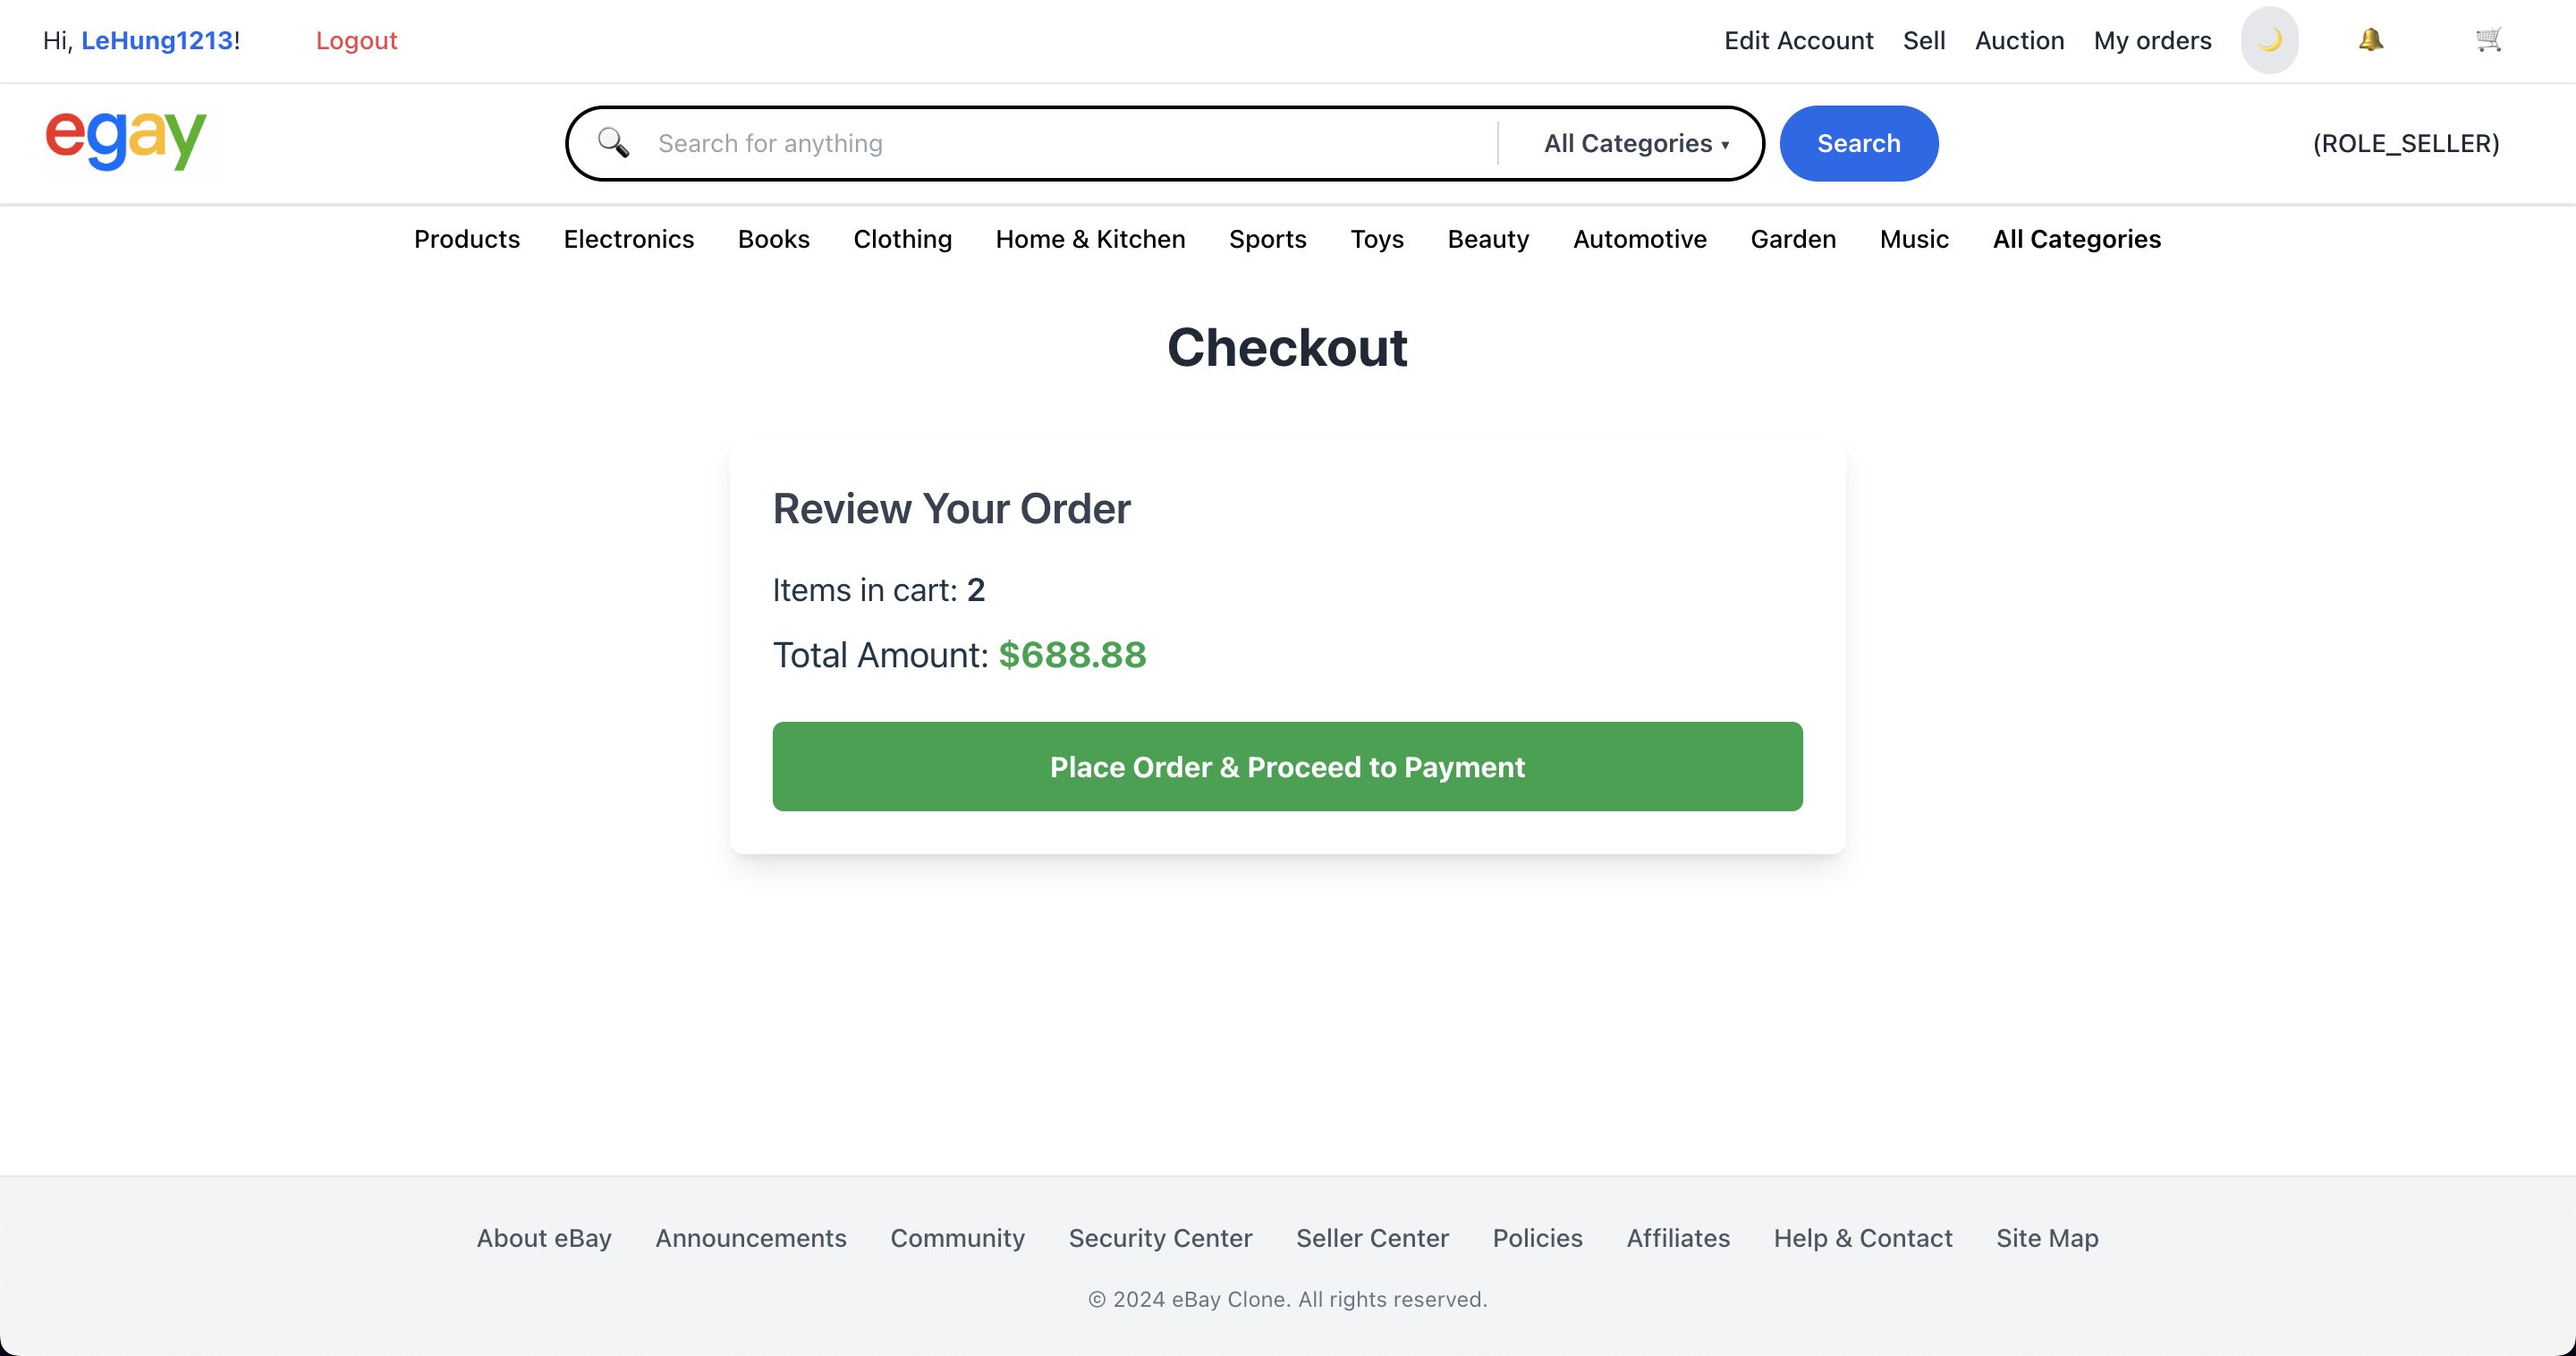 Hi, LeHung1213! Logout Edit Account Sell Auction My orders
egay Search for anything All Categories ▾ Search (ROLE_SELLER)
Products Electronics Books Clothing Home & Kitchen Sports Toys Beauty Automotive Garden Music All Categories
Checkout
Review Your Order
Items in cart: 2
Total Amount: $688.88
Place Order & Proceed to Payment
About eBay Announcements Community Security Center Seller Center Policies Affiliates Help & Contact Site Map
© 2024 eBay Clone. All rights reserved.